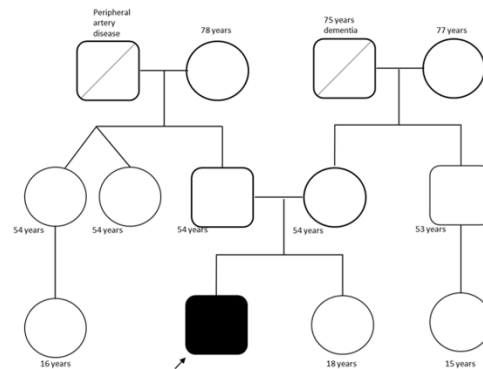 Peripheral
artery
disease
78 years
75 years
dementia
77 years
54 years
54 years
54 years
54 years
53 years
16 years
18 years
15 years